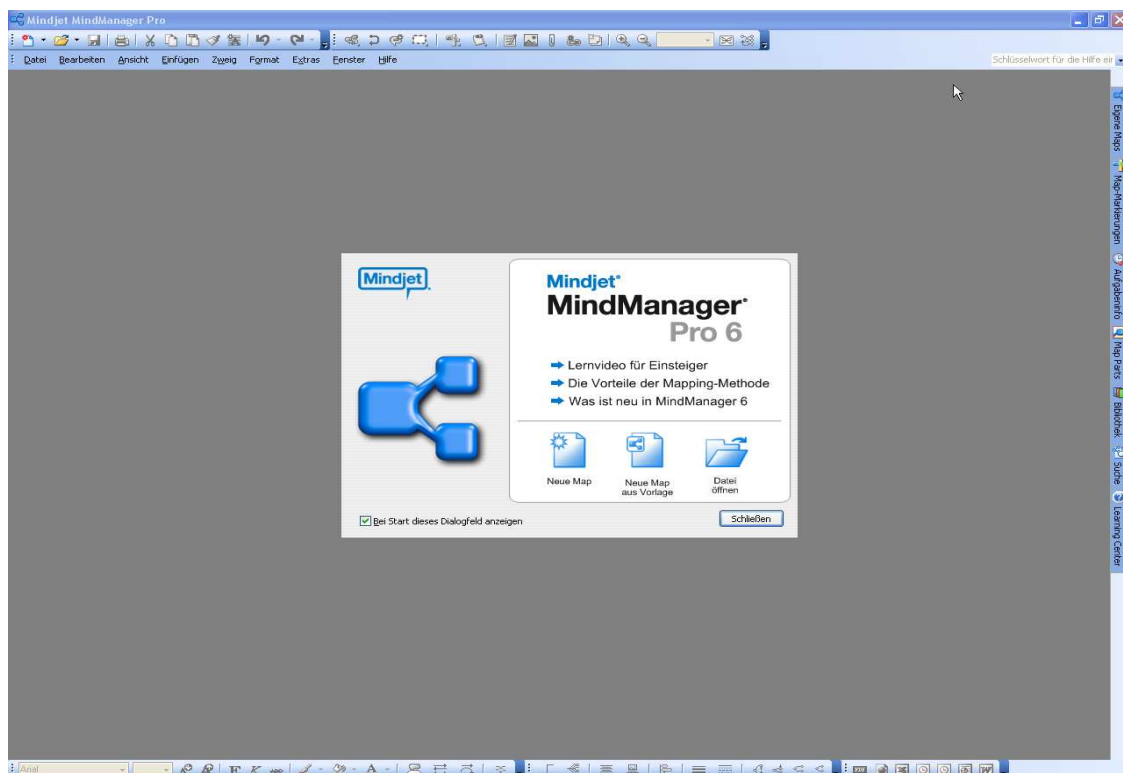 Mindjet MindManager Pro
Datei Bearbeiten Ansicht Einfügen Zweig Format Extras Fenster Hilfe
Schlüsselwort für die Hilfe ein
Eigene Maps
Map-Markierungen
Aufgabeninfo
Map Parts
Bibliothek
Suche
Learning Center
Mindjet
Mindjet®
MindManager®
Pro 6
Lernvideo für Einsteiger
Die Vorteile der Mapping-Methode
Was ist neu in MindManager 6
Neue Map
Neue Map
aus Vorlage
Datei
öffnen
Bei Start dieses Dialogfeld anzeigen
Schließen
Arial
F K abc A